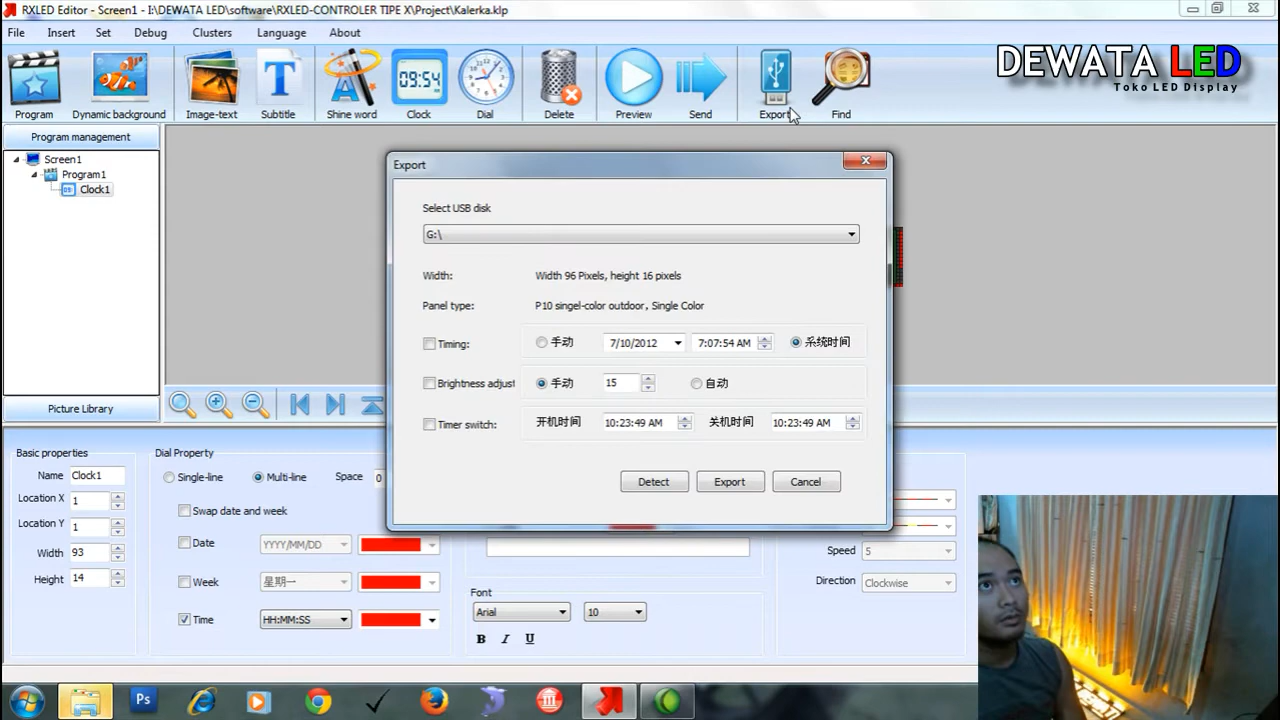 RXLED Editor - Screen1 - I:\DEWATA LED\software\RXLED-CONTROLER TIPE X\Project\Kalerka.klp
File Insert Set Debug Clusters Language About
DEWATA LED
Toko LED Display
09:54
Program Dynamic background Image-text Subtitle Shine word Clock Dial Delete Preview Send Export Find
Program management
Screen1
Program1
Clock1
Picture Library
Export
Select USB disk
G:\
Width: Width 96 Pixels, height 16 pixels
Panel type: P10 singel-color outdoor, Single Color
Timing: 手动 7/10/2012 7:07:54 AM 系统时间
Brightness adjust 手动 15 自动
Timer switch: 开机时间 10:23:49 AM 关机时间 10:23:49 AM
Detect Export Cancel
Basic properties
Name Clock1
Location X 1
Location Y 1
Width 93
Height 14
Dial Property
Single-line Multi-line Space 0
Swap date and week
Date YYYY/MM/DD
Week 星期一
Time HH:MM:SS
Font
Arial 10
B I U
Speed 5
Direction Clockwise
Ps